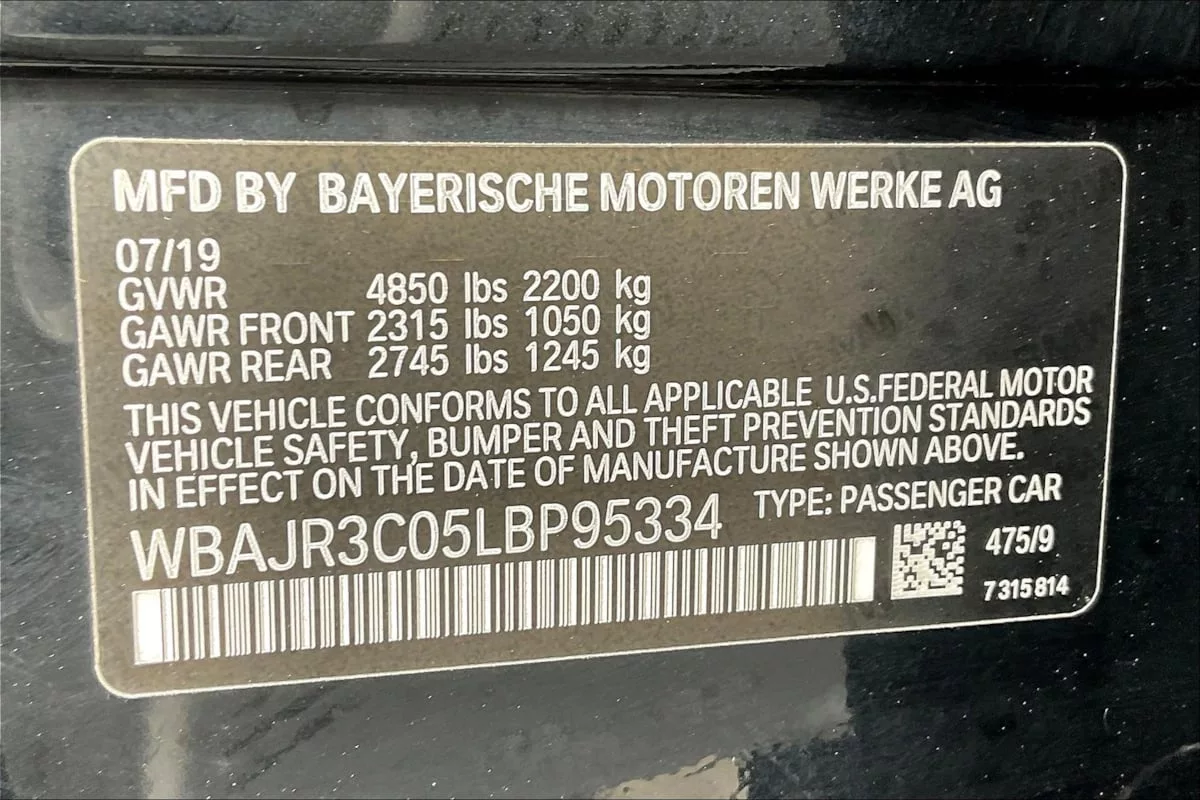 MFD BY BAYERISCHE MOTOREN WERKE AG
07/19
GVWR 4850 lbs 2200 kg
GAWR FRONT 2315 lbs 1050 kg
GAWR REAR 2745 lbs 1245 kg
THIS VEHICLE CONFORMS TO ALL APPLICABLE U.S.FEDERAL MOTOR
VEHICLE SAFETY, BUMPER AND THEFT PREVENTION STANDARDS
IN EFFECT ON THE DATE OF MANUFACTURE SHOWN ABOVE.
WBAJR3C05LBP95334 TYPE: PASSENGER CAR
475/9
7315814